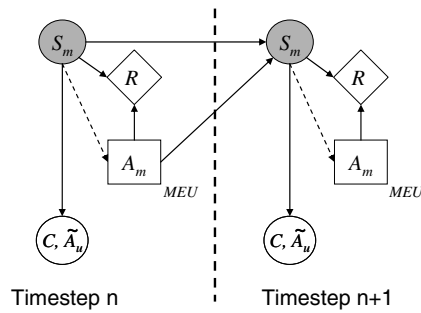 S_m
S_m
R
R
A_m
A_m
MEU
MEU
C, Ã_u
C, Ã_u
Timestep n
Timestep n+1